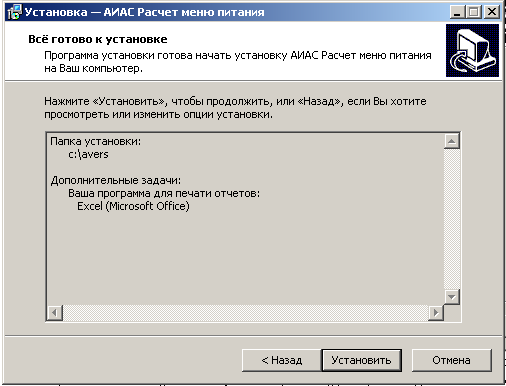 Установка — АИАС Расчет меню питания
Всё готово к установке
Программа установки готова начать установку АИАС Расчет меню питания
на Ваш компьютер.
Нажмите «Установить», чтобы продолжить, или «Назад», если Вы хотите
просмотреть или изменить опции установки.
Папка установки:
c:\avers
Дополнительные задачи:
Ваша программа для печати отчетов:
Excel (Microsoft Office)
< Назад
Установить
Отмена